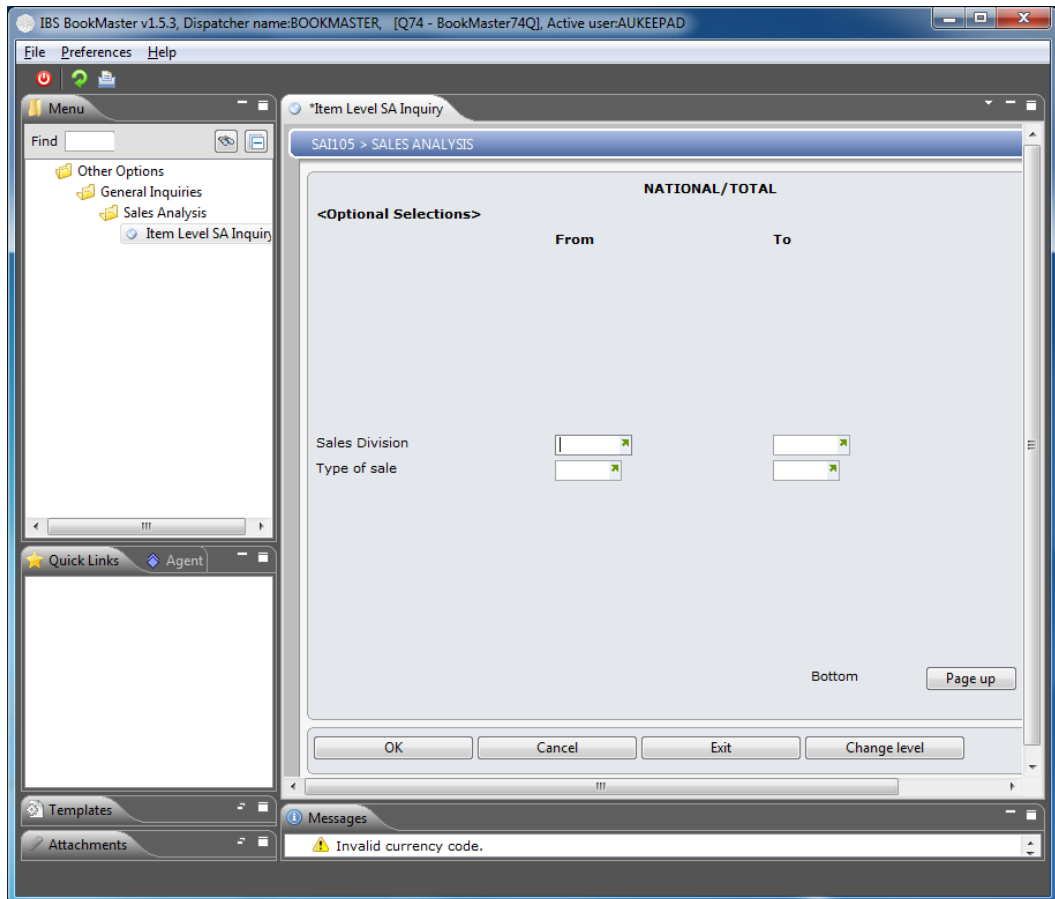 IBS BookMaster v1.5.3, Dispatcher name:BOOKMASTER, [Q74 - BookMaster74Q], Active user:AUKEEPAD
File Preferences Help
Menu
Find
Other Options
General Inquiries
Sales Analysis
Item Level SA Inquiry
Quick Links Agent
Templates
Attachments
*Item Level SA Inquiry
SAI105 > SALES ANALYSIS
NATIONAL/TOTAL
<Optional Selections>
From To
Sales Division
Type of sale
Bottom Page up
OK Cancel Exit Change level
Messages
Invalid currency code.